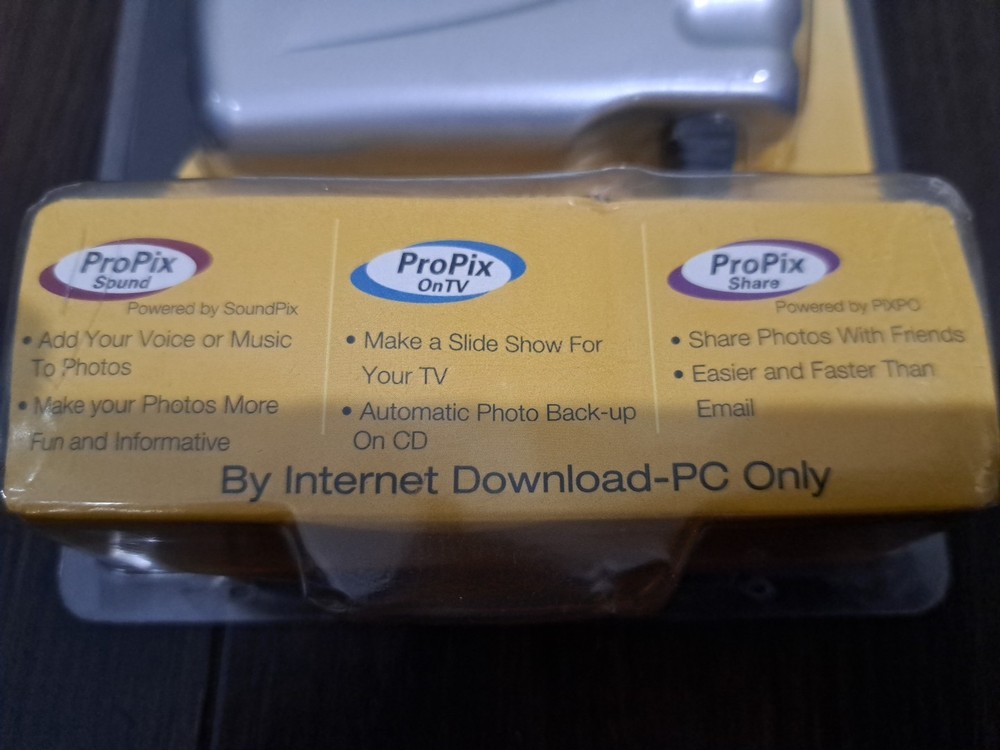 ProPix
Sound
Powered by SoundPix
• Add Your Voice or Music
To Photos
• Make your Photos More
Fun and Informative
ProPix
OnTV
• Make a Slide Show For
Your TV
• Automatic Photo Back-up
On CD
ProPix
Share
Powered by PIXPO
• Share Photos With Friends
• Easier and Faster Than
Email
By Internet Download-PC Only